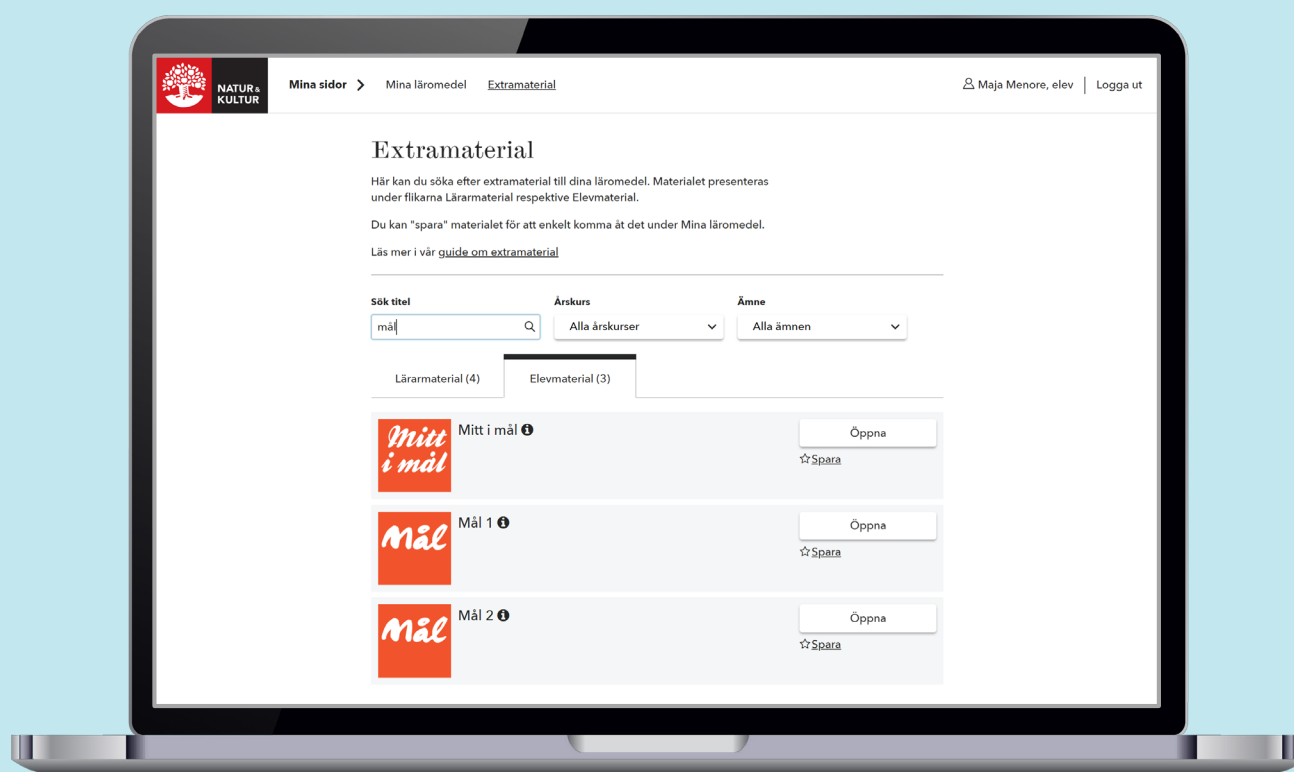 NATUR&
KULTUR
Mina sidor
Mina läromedel
Extramaterial
Maja Menore, elev
Logga ut
Extramaterial
Här kan du söka efter extramaterial till dina läromedel. Materialet presenteras
under flikarna Lärarmaterial respektive Elevmaterial.
Du kan "spara" materialet för att enkelt komma åt det under Mina läromedel.
Läs mer i vår guide om extramaterial
Sök titel
Årskurs
Ämne
mål
Alla årskurser
Alla ämnen
Lärarmaterial (4)
Elevmaterial (3)
Mitt
i mål
Mitt i mål
Öppna
Spara
Mål
Mål 1
Öppna
Spara
Mål
Mål 2
Öppna
Spara